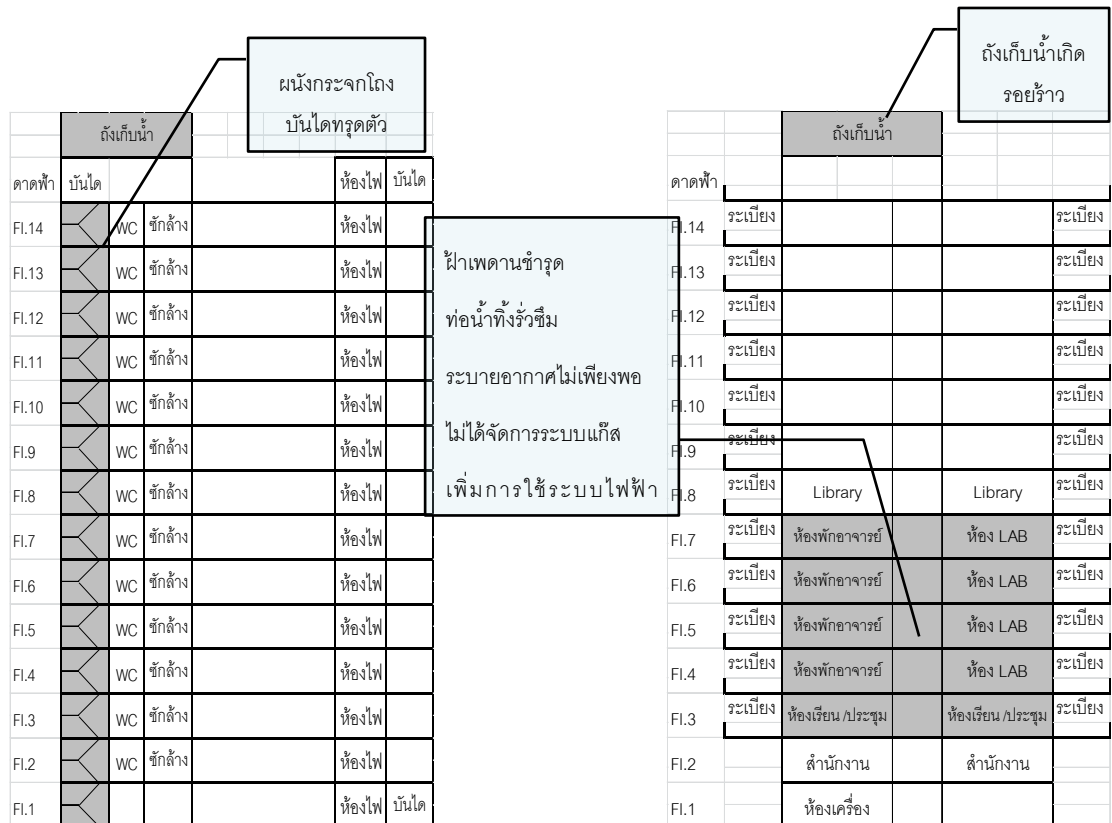 ผนังกระจกโถง
บันไดทรุดตัว
ถังเก็บน้ำ
ดาดฟ้า บันได ห้องไฟ บันได
Fl.14 WC ซักล้าง ห้องไฟ
Fl.13 WC ซักล้าง ห้องไฟ
Fl.12 WC ซักล้าง ห้องไฟ
Fl.11 WC ซักล้าง ห้องไฟ
Fl.10 WC ซักล้าง ห้องไฟ
Fl.9 WC ซักล้าง ห้องไฟ
Fl.8 WC ซักล้าง ห้องไฟ
Fl.7 WC ซักล้าง ห้องไฟ
Fl.6 WC ซักล้าง ห้องไฟ
Fl.5 WC ซักล้าง ห้องไฟ
Fl.4 WC ซักล้าง ห้องไฟ
Fl.3 WC ซักล้าง ห้องไฟ
Fl.2 WC ซักล้าง ห้องไฟ
Fl.1 ห้องไฟ บันได
ฝ้าเพดานชำรุด
ท่อน้ำทิ้งรั่วซึม
ระบายอากาศไม่เพียงพอ
ไม่ได้จัดการระบบแก๊ส
เพิ่มการใช้ระบบไฟฟ้า
ถังเก็บน้ำเกิด
รอยร้าว
ถังเก็บน้ำ
ดาดฟ้า
Fl.14 ระเบียง ระเบียง
Fl.13 ระเบียง ระเบียง
Fl.12 ระเบียง ระเบียง
Fl.11 ระเบียง ระเบียง
Fl.10 ระเบียง ระเบียง
Fl.9 ระเบียง ระเบียง
Fl.8 ระเบียง Library Library ระเบียง
Fl.7 ระเบียง ห้องพักอาจารย์ ห้อง LAB ระเบียง
Fl.6 ระเบียง ห้องพักอาจารย์ ห้อง LAB ระเบียง
Fl.5 ระเบียง ห้องพักอาจารย์ ห้อง LAB ระเบียง
Fl.4 ระเบียง ห้องพักอาจารย์ ห้อง LAB ระเบียง
Fl.3 ระเบียง ห้องเรียน /ประชุม ห้องเรียน /ประชุม ระเบียง
Fl.2 สำนักงาน สำนักงาน
Fl.1 ห้องเครื่อง